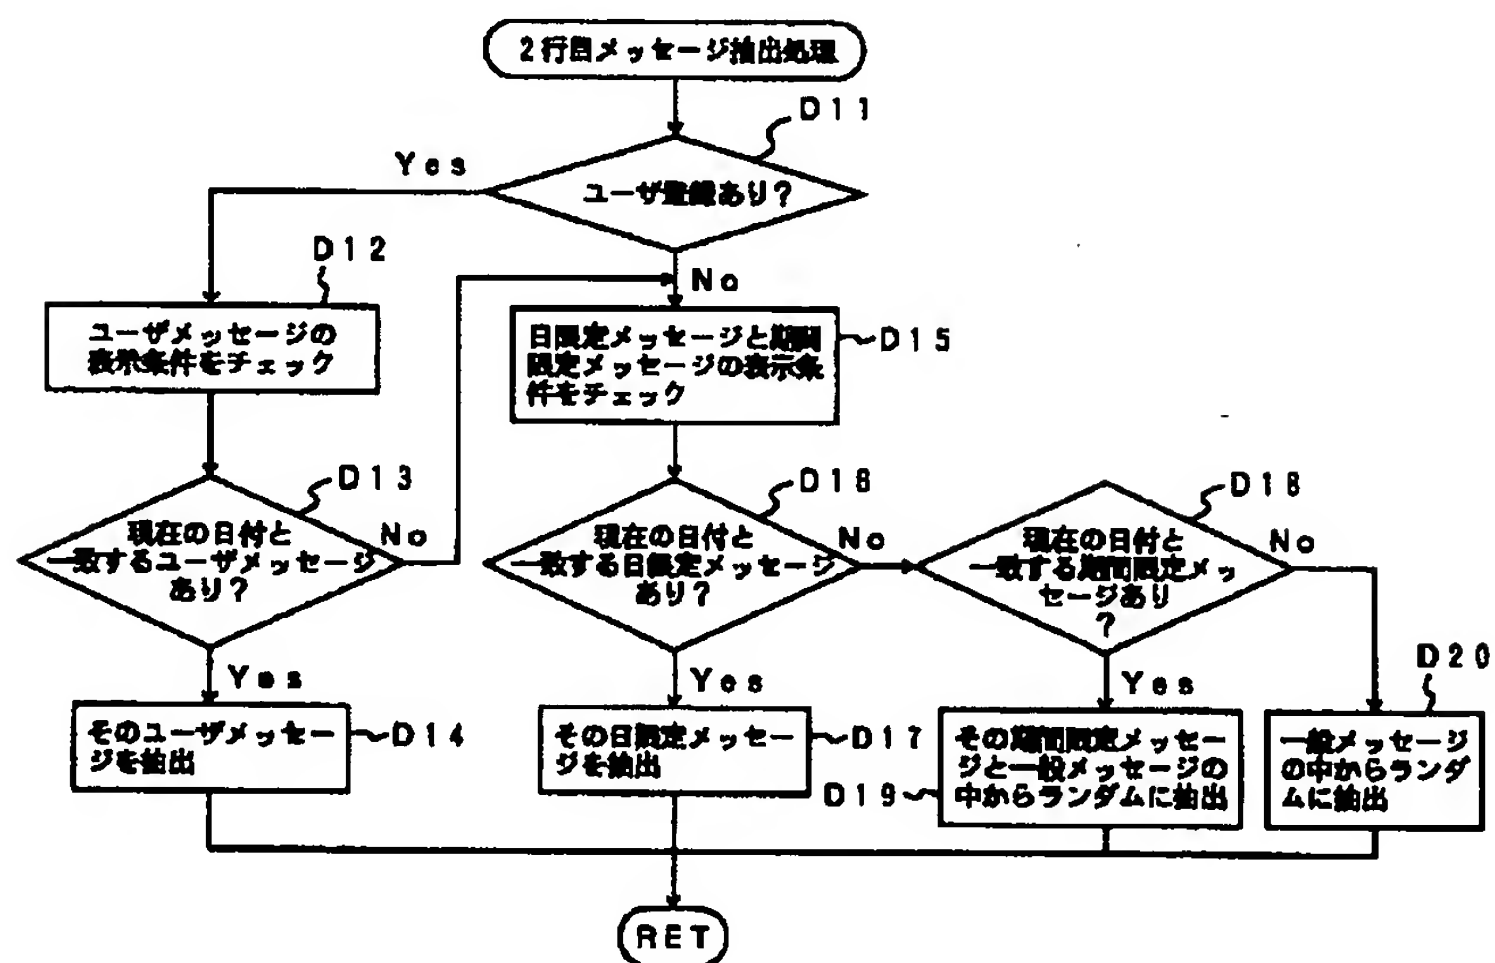 2行目メッセージ抽出処理
D11
Yes
ユーザ登録あり?
D12
No
ユーザメッセージの
表示条件をチェック
日限定メッセージと期間
限定メッセージの表示条
件をチェック
D15
D13
現在の日付と
一致するユーザメッセージ
あり?
No
D16
現在の日付と
一致する日限定メッセージ
あり?
No
D18
現在の日付と
一致する期間限定メッ
セージあり
?
No
Yes
Yes
Yes
D20
そのユーザメッセー
ジを抽出
D14
その日限定メッセー
ジを抽出
D17
その期間限定メッセー
ジと一般メッセージの
中からランダムに抽出
D19
一般メッセージ
の中からランダ
ムに抽出
RET